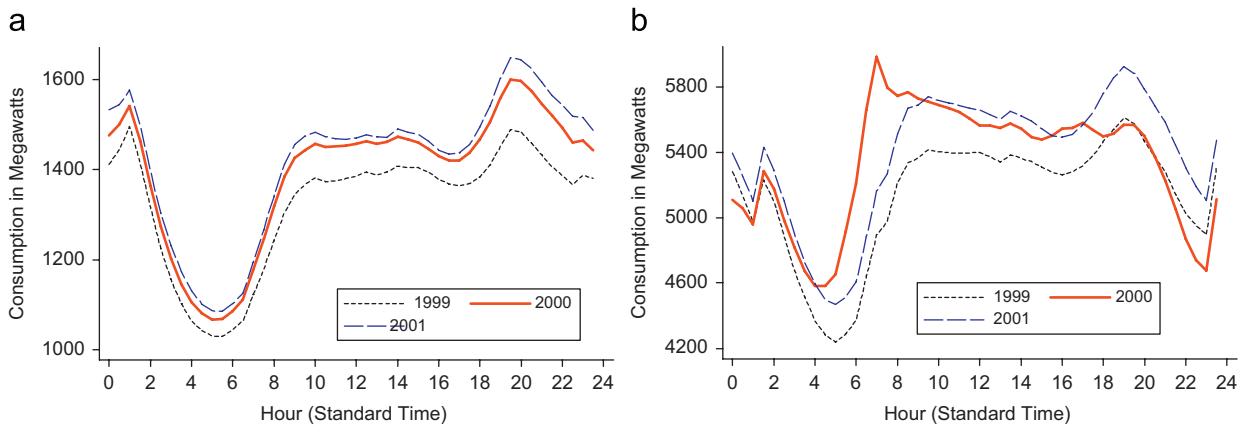 a
Consumption in Megawatts
1600
1400
1200
1000
0 2 4 6 8 10 12 14 16 18 20 22 24
Hour (Standard Time)
1999 2000
2001
b
Consumption in Megawatts
5800
5400
5000
4600
4200
0 2 4 6 8 10 12 14 16 18 20 22 24
Hour (Standard Time)
1999 2000
2001